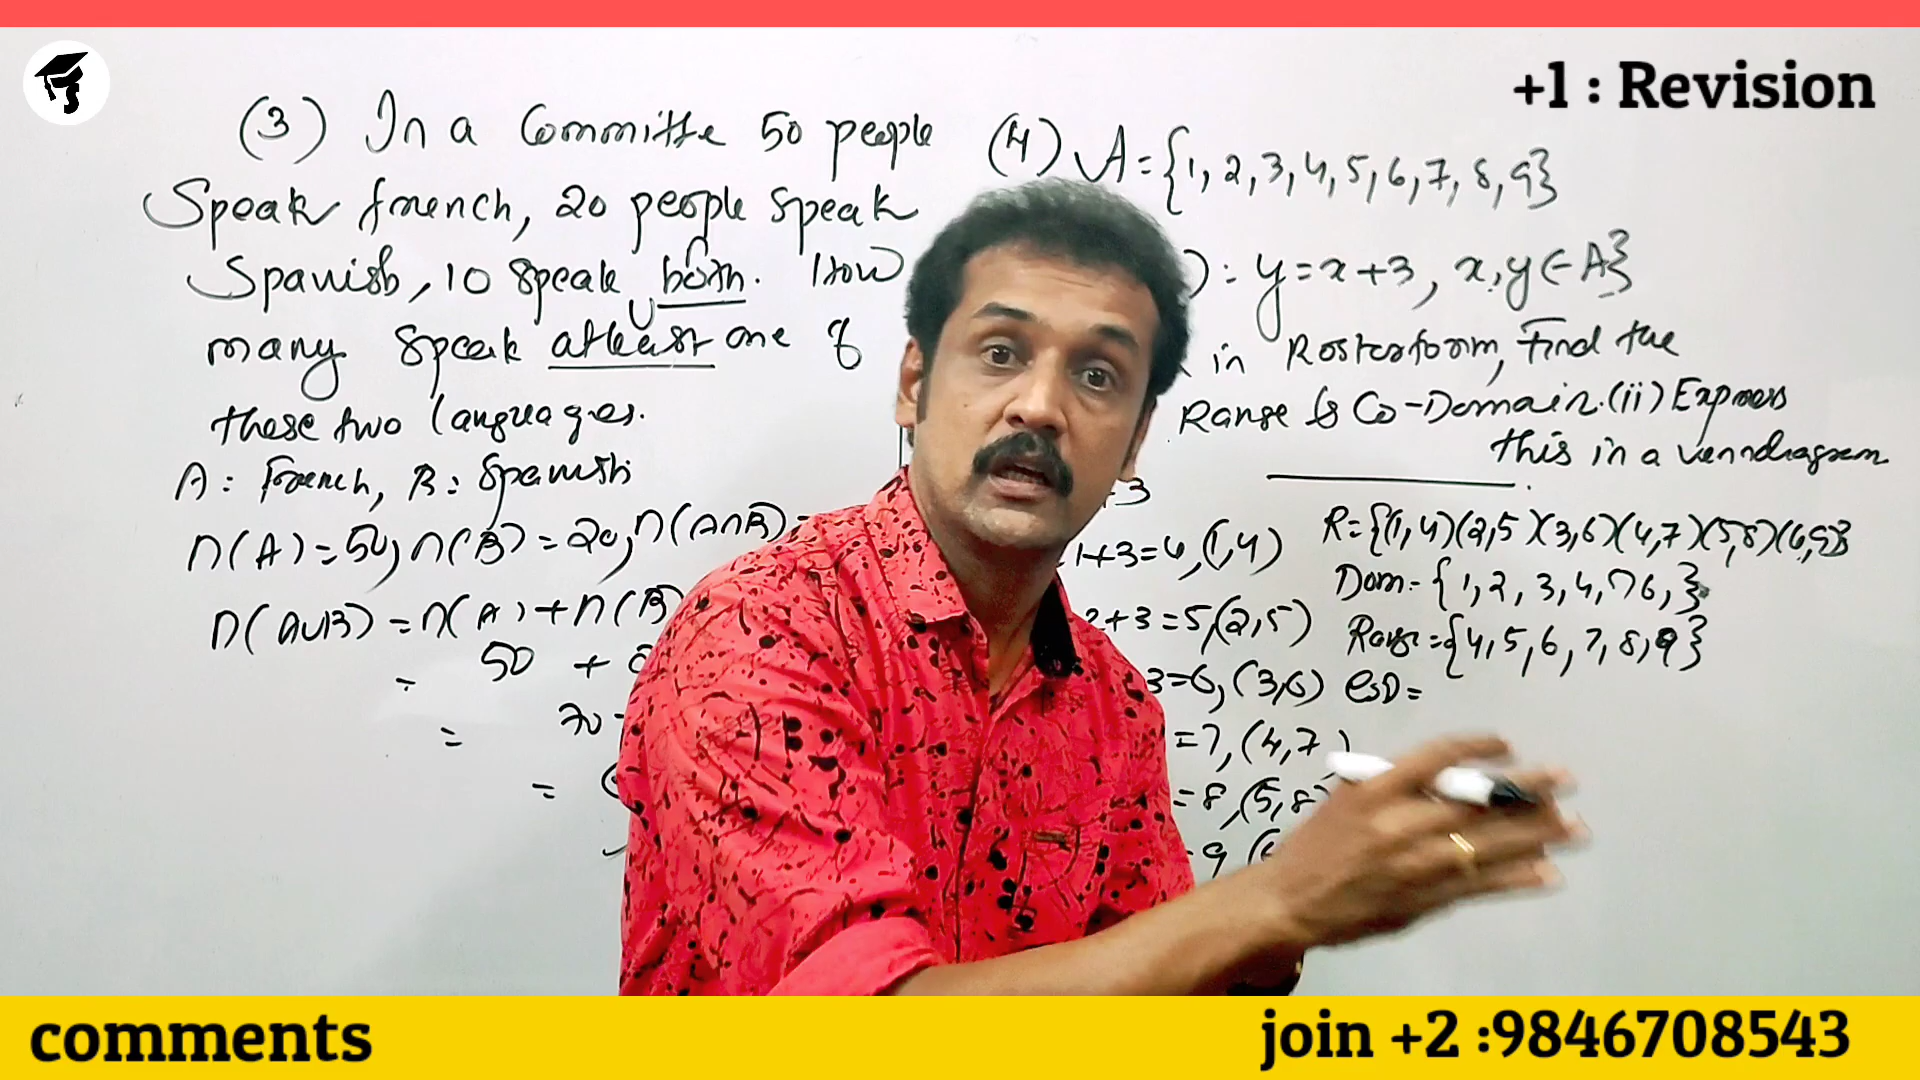 +1 : Revision
(3) In a Committe 50 people
Speak french, 20 people speak
Spanish, 10 speak both. How
many speak atleast one of
these two languages.
A : French, B : Spanish
n(A) = 50, n(B) = 20, n(A∩B) =
n(A∪B) = n(A) + n(B)
= 50 +
= 70 -
=
(4) A = {1, 2, 3, 4, 5, 6, 7, 8, 9}
) : y = x + 3, x, y ∈ A}
in Rosterform, Find the
Range & Co-Domain. (ii) Express
this in a venndiagram
+3
1+3=4, (1,4)
2+3=5, (2,5)
3=6, (3,6)
=7, (4,7)
=8, (5,8)
9 (
R = {(1,4)(2,5)(3,6)(4,7)(5,8)(6,9)}
Dom = {1, 2, 3, 4, 5, 6, }
Range = {4, 5, 6, 7, 8, 9}
CoD =
comments
join +2 :9846708543